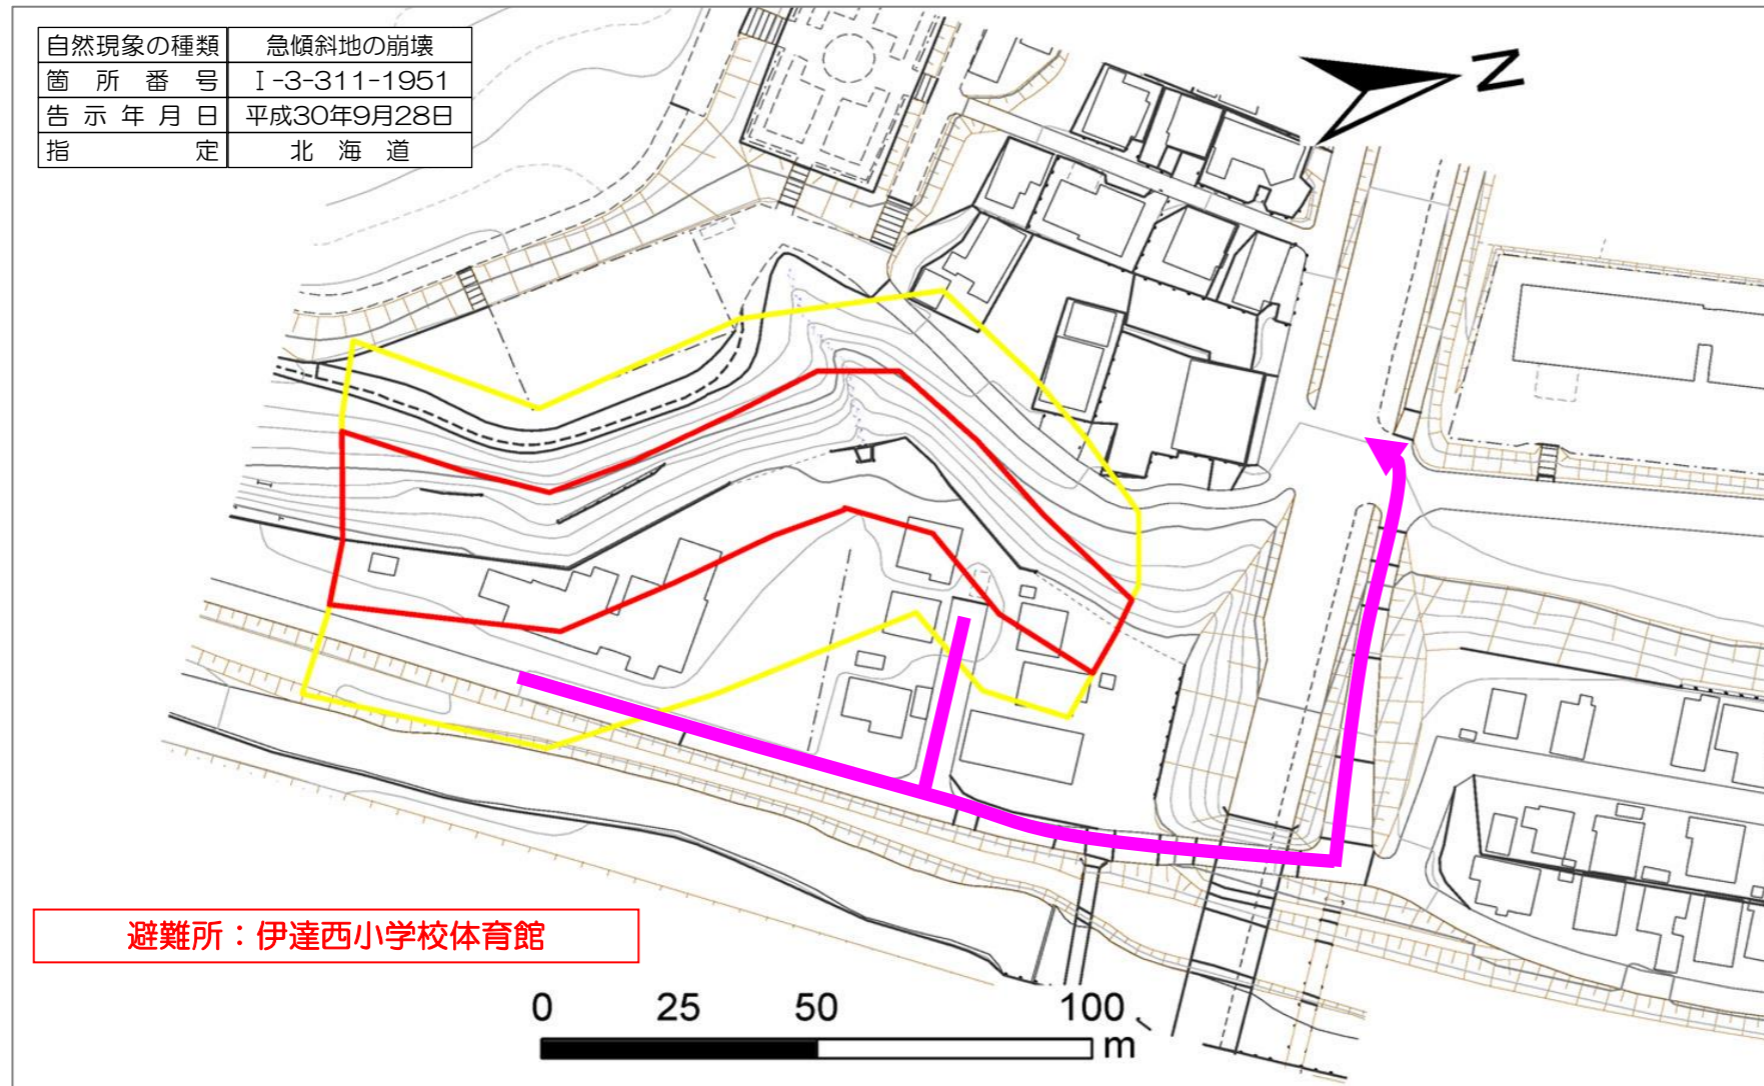 自然現象の種類 急傾斜地の崩壊
箇所番号 Ⅰ-3-311-1951
告示年月日 平成30年9月28日
指定 北海道
N
避難所：伊達西小学校体育館
0 25 50 100
m